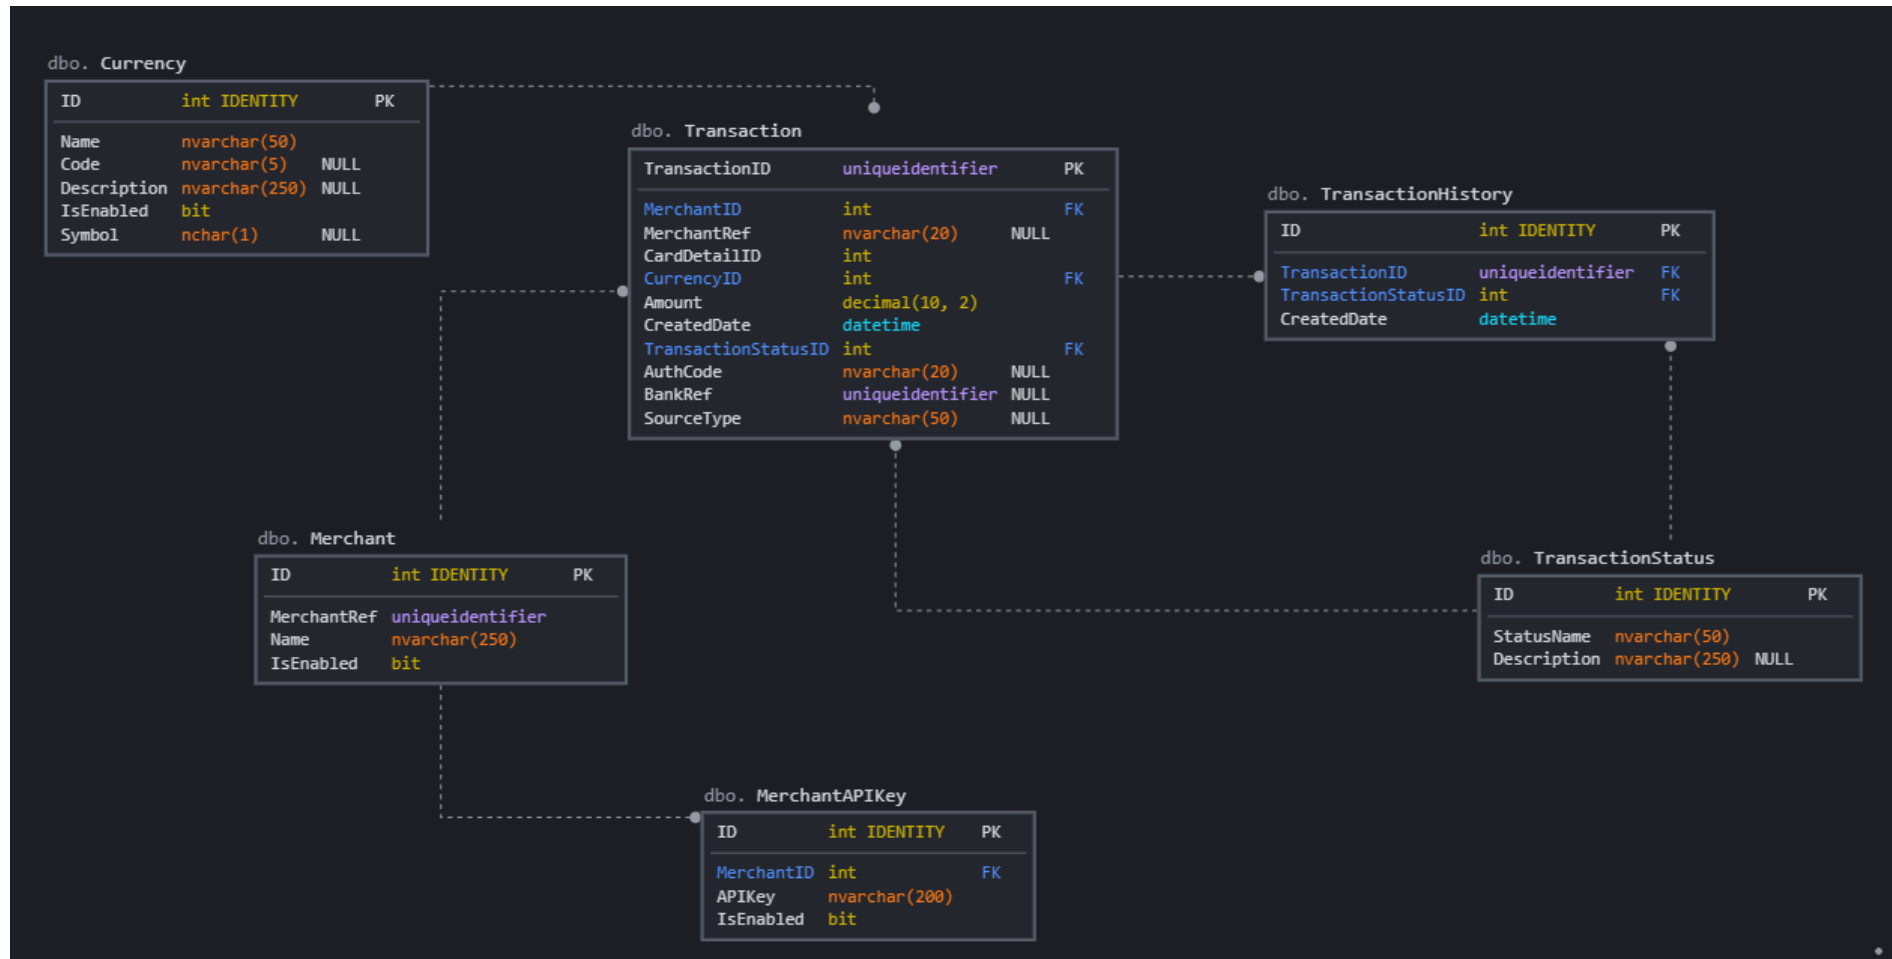 dbo. Currency
ID int IDENTITY PK
Name nvarchar(50)
Code nvarchar(5) NULL
Description nvarchar(250) NULL
IsEnabled bit
Symbol nchar(1) NULL
dbo. Transaction
TransactionID uniqueidentifier PK
MerchantID int FK
MerchantRef nvarchar(20) NULL
CardDetailID int
CurrencyID int FK
Amount decimal(10, 2)
CreatedDate datetime
TransactionStatusID int FK
AuthCode nvarchar(20) NULL
BankRef uniqueidentifier NULL
SourceType nvarchar(50) NULL
dbo. TransactionHistory
ID int IDENTITY PK
TransactionID uniqueidentifier FK
TransactionStatusID int FK
CreatedDate datetime
dbo. Merchant
ID int IDENTITY PK
MerchantRef uniqueidentifier
Name nvarchar(250)
IsEnabled bit
dbo. TransactionStatus
ID int IDENTITY PK
StatusName nvarchar(50)
Description nvarchar(250) NULL
dbo. MerchantAPIKey
ID int IDENTITY PK
MerchantID int FK
APIKey nvarchar(200)
IsEnabled bit